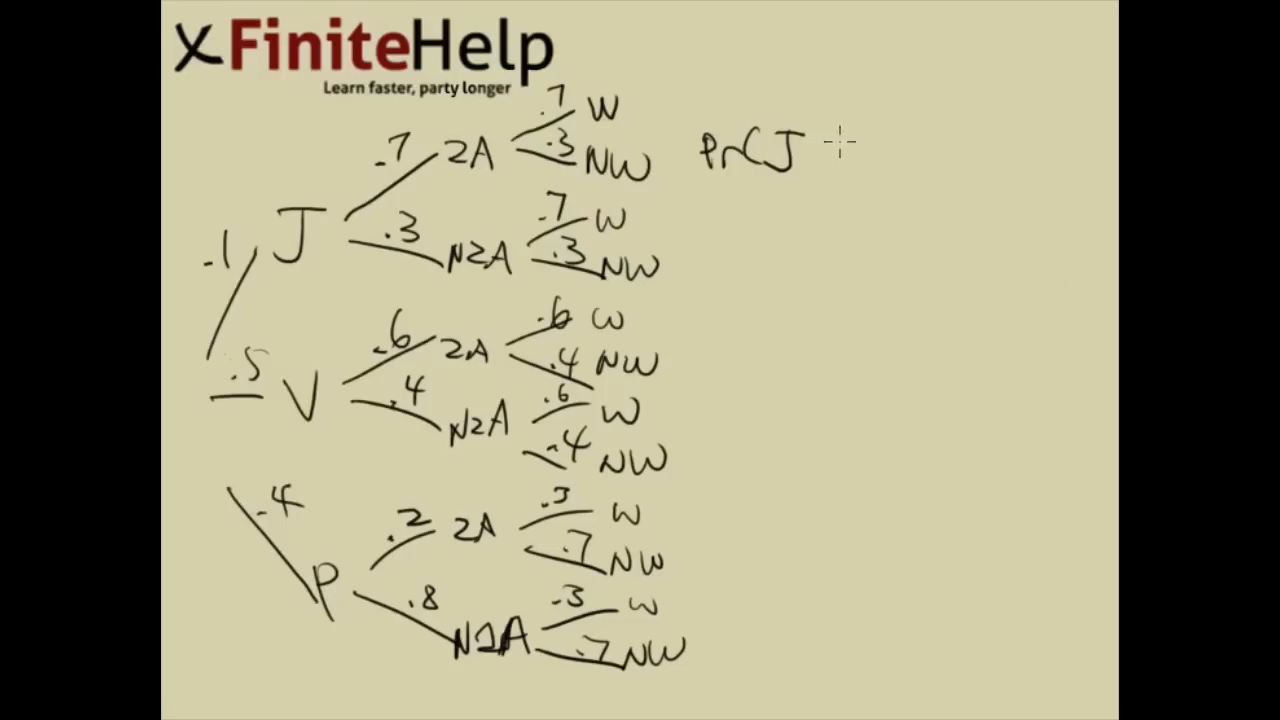 xFiniteHelp
Learn faster, party longer
.7 W
.7 2A .3 NW Pr(J
.1 J .7 W
.3 N2A .3 NW
.6 W
.6 2A .4 NW
.5 V .6 W
.4 N2A .4 NW
.4 .3 W
.2 2A .7 NW
P .3 W
.8 N2A .7 NW